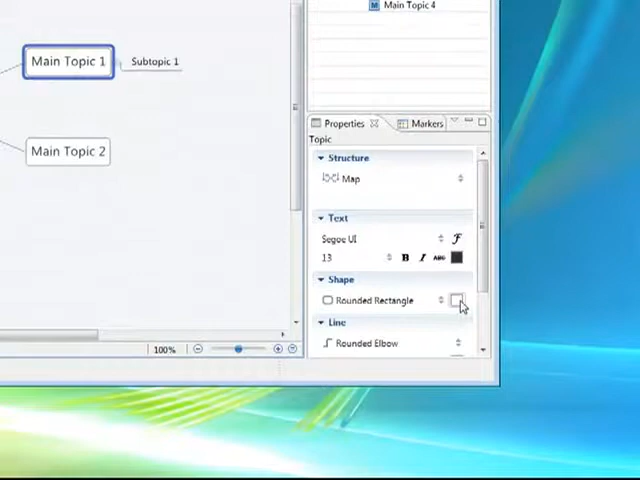 Main Topic 4
Main Topic 1
Subtopic 1
Main Topic 2
Properties
Markers
Topic
Structure
Map
Text
Segoe UI
13
B I ABC
Shape
Rounded Rectangle
Line
Rounded Elbow
100%